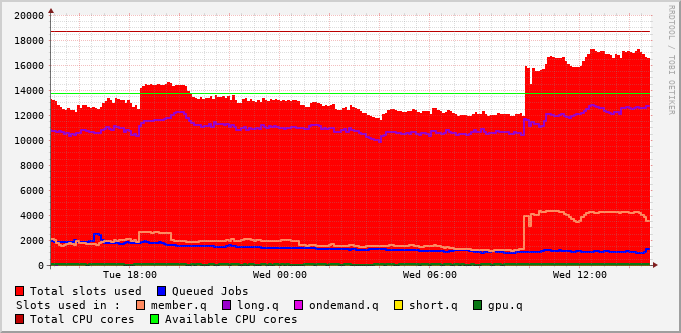 20000
18000
16000
14000
12000
10000
8000
6000
4000
2000
0
Tue 18:00 Wed 00:00 Wed 06:00 Wed 12:00
RRDTOOL / TOBI OETIKER
Total slots used Queued Jobs
Slots used in : member.q long.q ondemand.q short.q gpu.q
Total CPU cores Available CPU cores